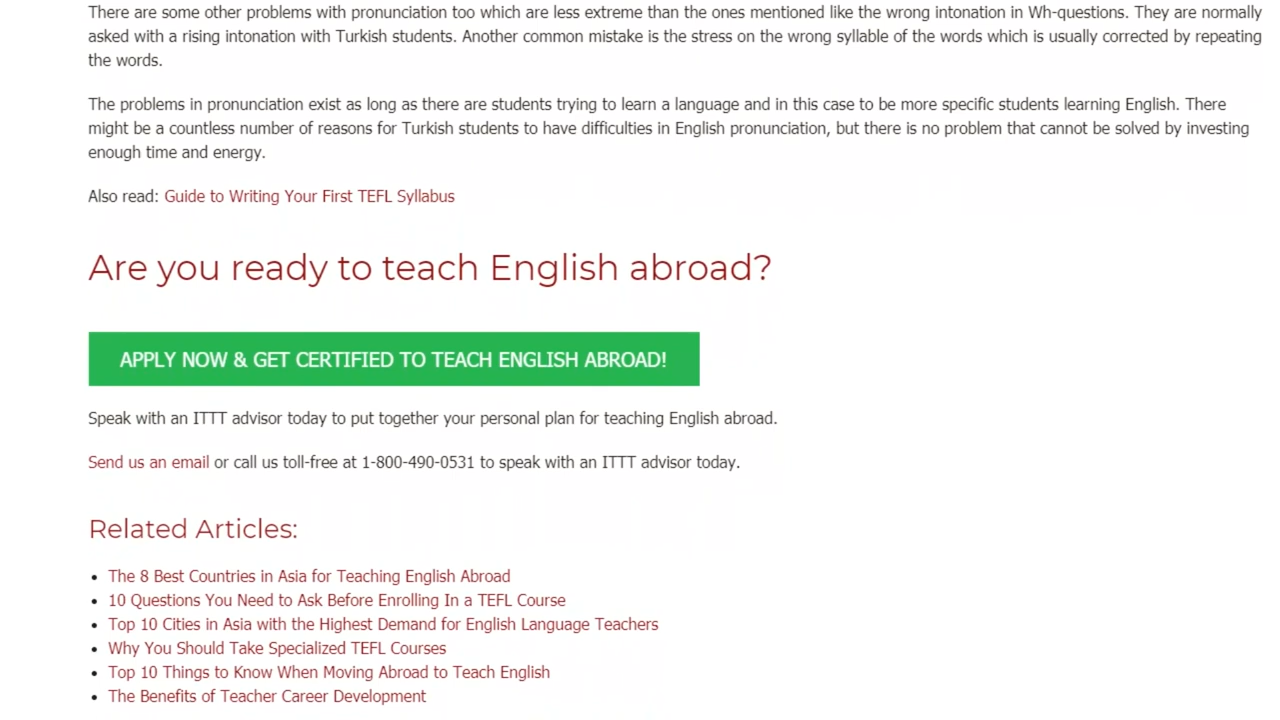 There are some other problems with pronunciation too which are less extreme than the ones mentioned like the wrong intonation in Wh-questions. They are normally
asked with a rising intonation with Turkish students. Another common mistake is the stress on the wrong syllable of the words which is usually corrected by repeating
the words.
The problems in pronunciation exist as long as there are students trying to learn a language and in this case to be more specific students learning English. There
might be a countless number of reasons for Turkish students to have difficulties in English pronunciation, but there is no problem that cannot be solved by investing
enough time and energy.
Also read: Guide to Writing Your First TEFL Syllabus
Are you ready to teach English abroad?
APPLY NOW & GET CERTIFIED TO TEACH ENGLISH ABROAD!
Speak with an ITTT advisor today to put together your personal plan for teaching English abroad.
Send us an email or call us toll-free at 1-800-490-0531 to speak with an ITTT advisor today.
Related Articles:
• The 8 Best Countries in Asia for Teaching English Abroad
• 10 Questions You Need to Ask Before Enrolling In a TEFL Course
• Top 10 Cities in Asia with the Highest Demand for English Language Teachers
• Why You Should Take Specialized TEFL Courses
• Top 10 Things to Know When Moving Abroad to Teach English
• The Benefits of Teacher Career Development